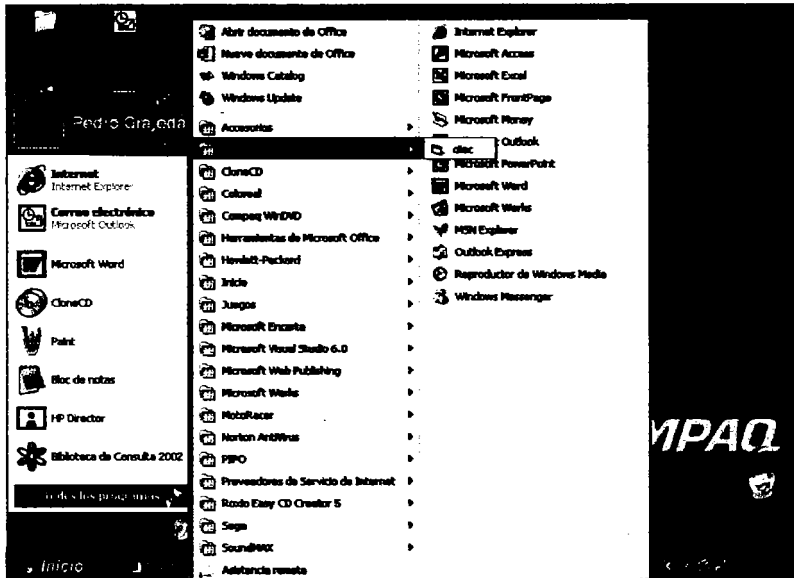 Pedro Grajeda
Internet
Internet Explorer
Correo electrónico
Microsoft Outlook
Microsoft Word
CloneCD
Paint
Bloc de notas
HP Director
Biblioteca de Consulta 2002
Todos los programas
Inicio
Abrir documento de Office
Nuevo documento de Office
Windows Catalog
Windows Update
Accesorios
CloneCD
Coloreal
Compaq WinDVD
Herramientas de Microsoft Office
Hewlett-Packard
Inicio
Juegos
Microsoft Encarta
Microsoft Visual Studio 6.0
Microsoft Web Publishing
Microsoft Works
MotoRacer
Norton AntiVirus
PIPO
Proveedores de Servicio de Internet
Roxio Easy CD Creator 5
Sega
SoundMAX
Asistencia remota
Internet Explorer
Microsoft Access
Microsoft Excel
Microsoft FrontPage
Microsoft Money
Outlook
Microsoft PowerPoint
Microsoft Word
Microsoft Works
MSN Explorer
Outlook Express
Reproductor de Windows Media
Windows Messenger
MPAQ